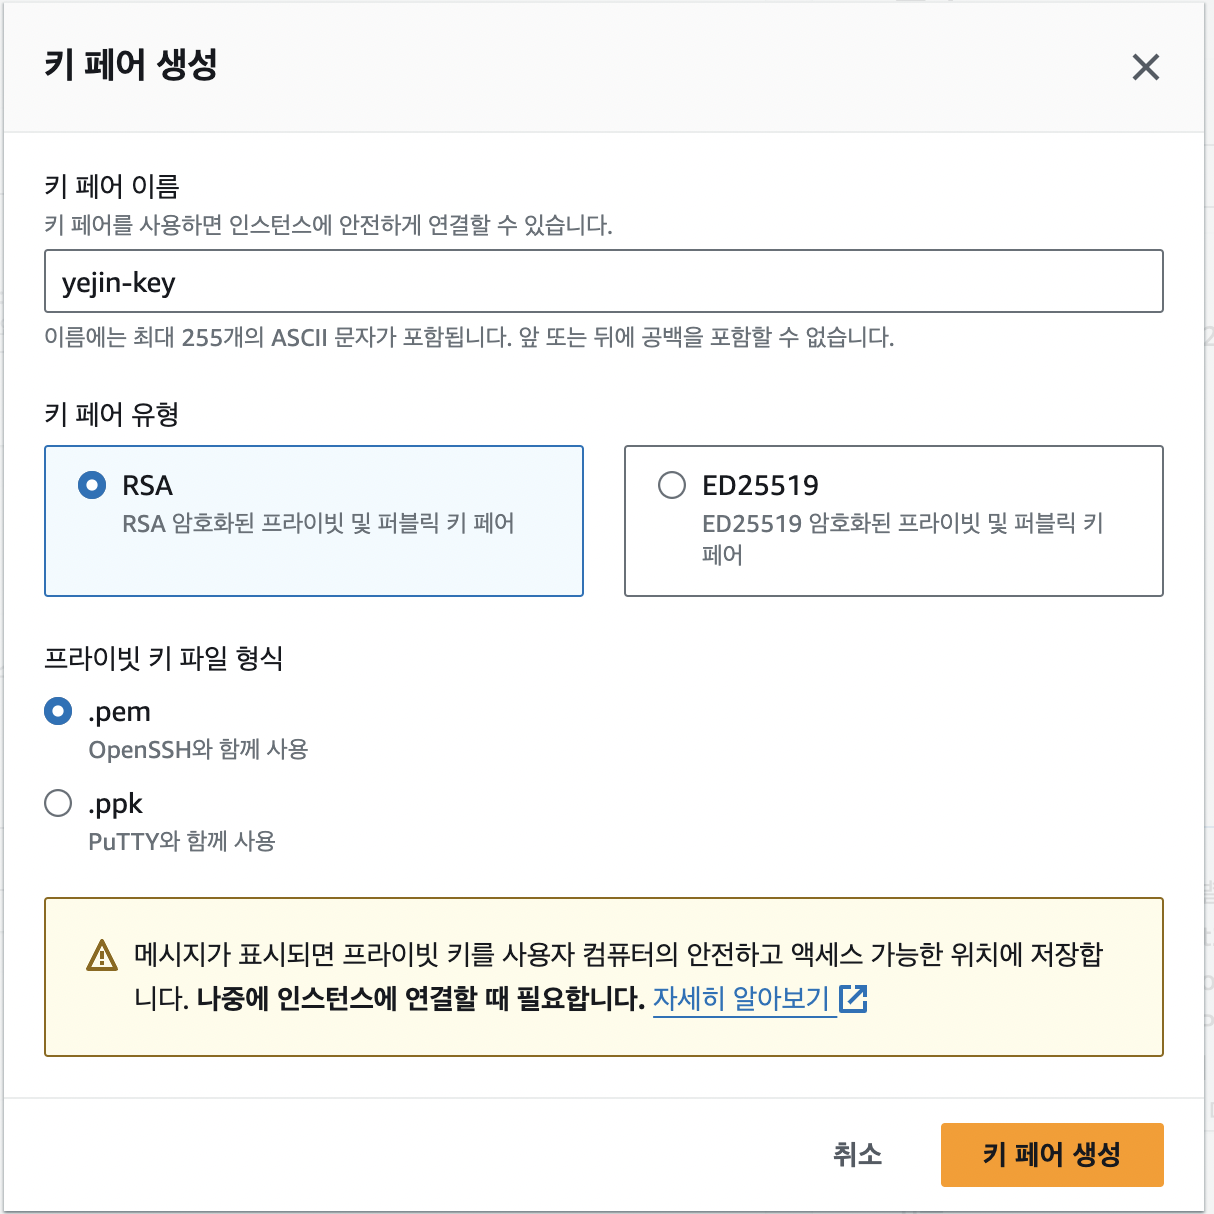 키 페어 생성
키 페어 이름
키 페어를 사용하면 인스턴스에 안전하게 연결할 수 있습니다.
yejin-key
이름에는 최대 255개의 ASCII 문자가 포함됩니다. 앞 또는 뒤에 공백을 포함할 수 없습니다.
키 페어 유형
RSA
RSA 암호화된 프라이빗 및 퍼블릭 키 페어
ED25519
ED25519 암호화된 프라이빗 및 퍼블릭 키
페어
프라이빗 키 파일 형식
.pem
OpenSSH와 함께 사용
.ppk
PuTTY와 함께 사용
메시지가 표시되면 프라이빗 키를 사용자 컴퓨터의 안전하고 액세스 가능한 위치에 저장합
니다. 나중에 인스턴스에 연결할 때 필요합니다. 자세히 알아보기
취소
키 페어 생성